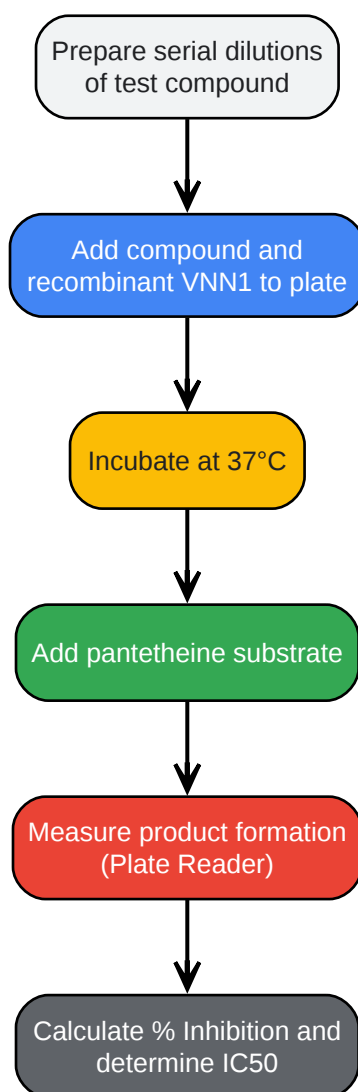 Prepare serial dilutions
of test compound
Add compound and
recombinant VNN1 to plate
Incubate at 37°C
Add pantetheine substrate
Measure product formation
(Plate Reader)
Calculate % Inhibition and
determine IC50